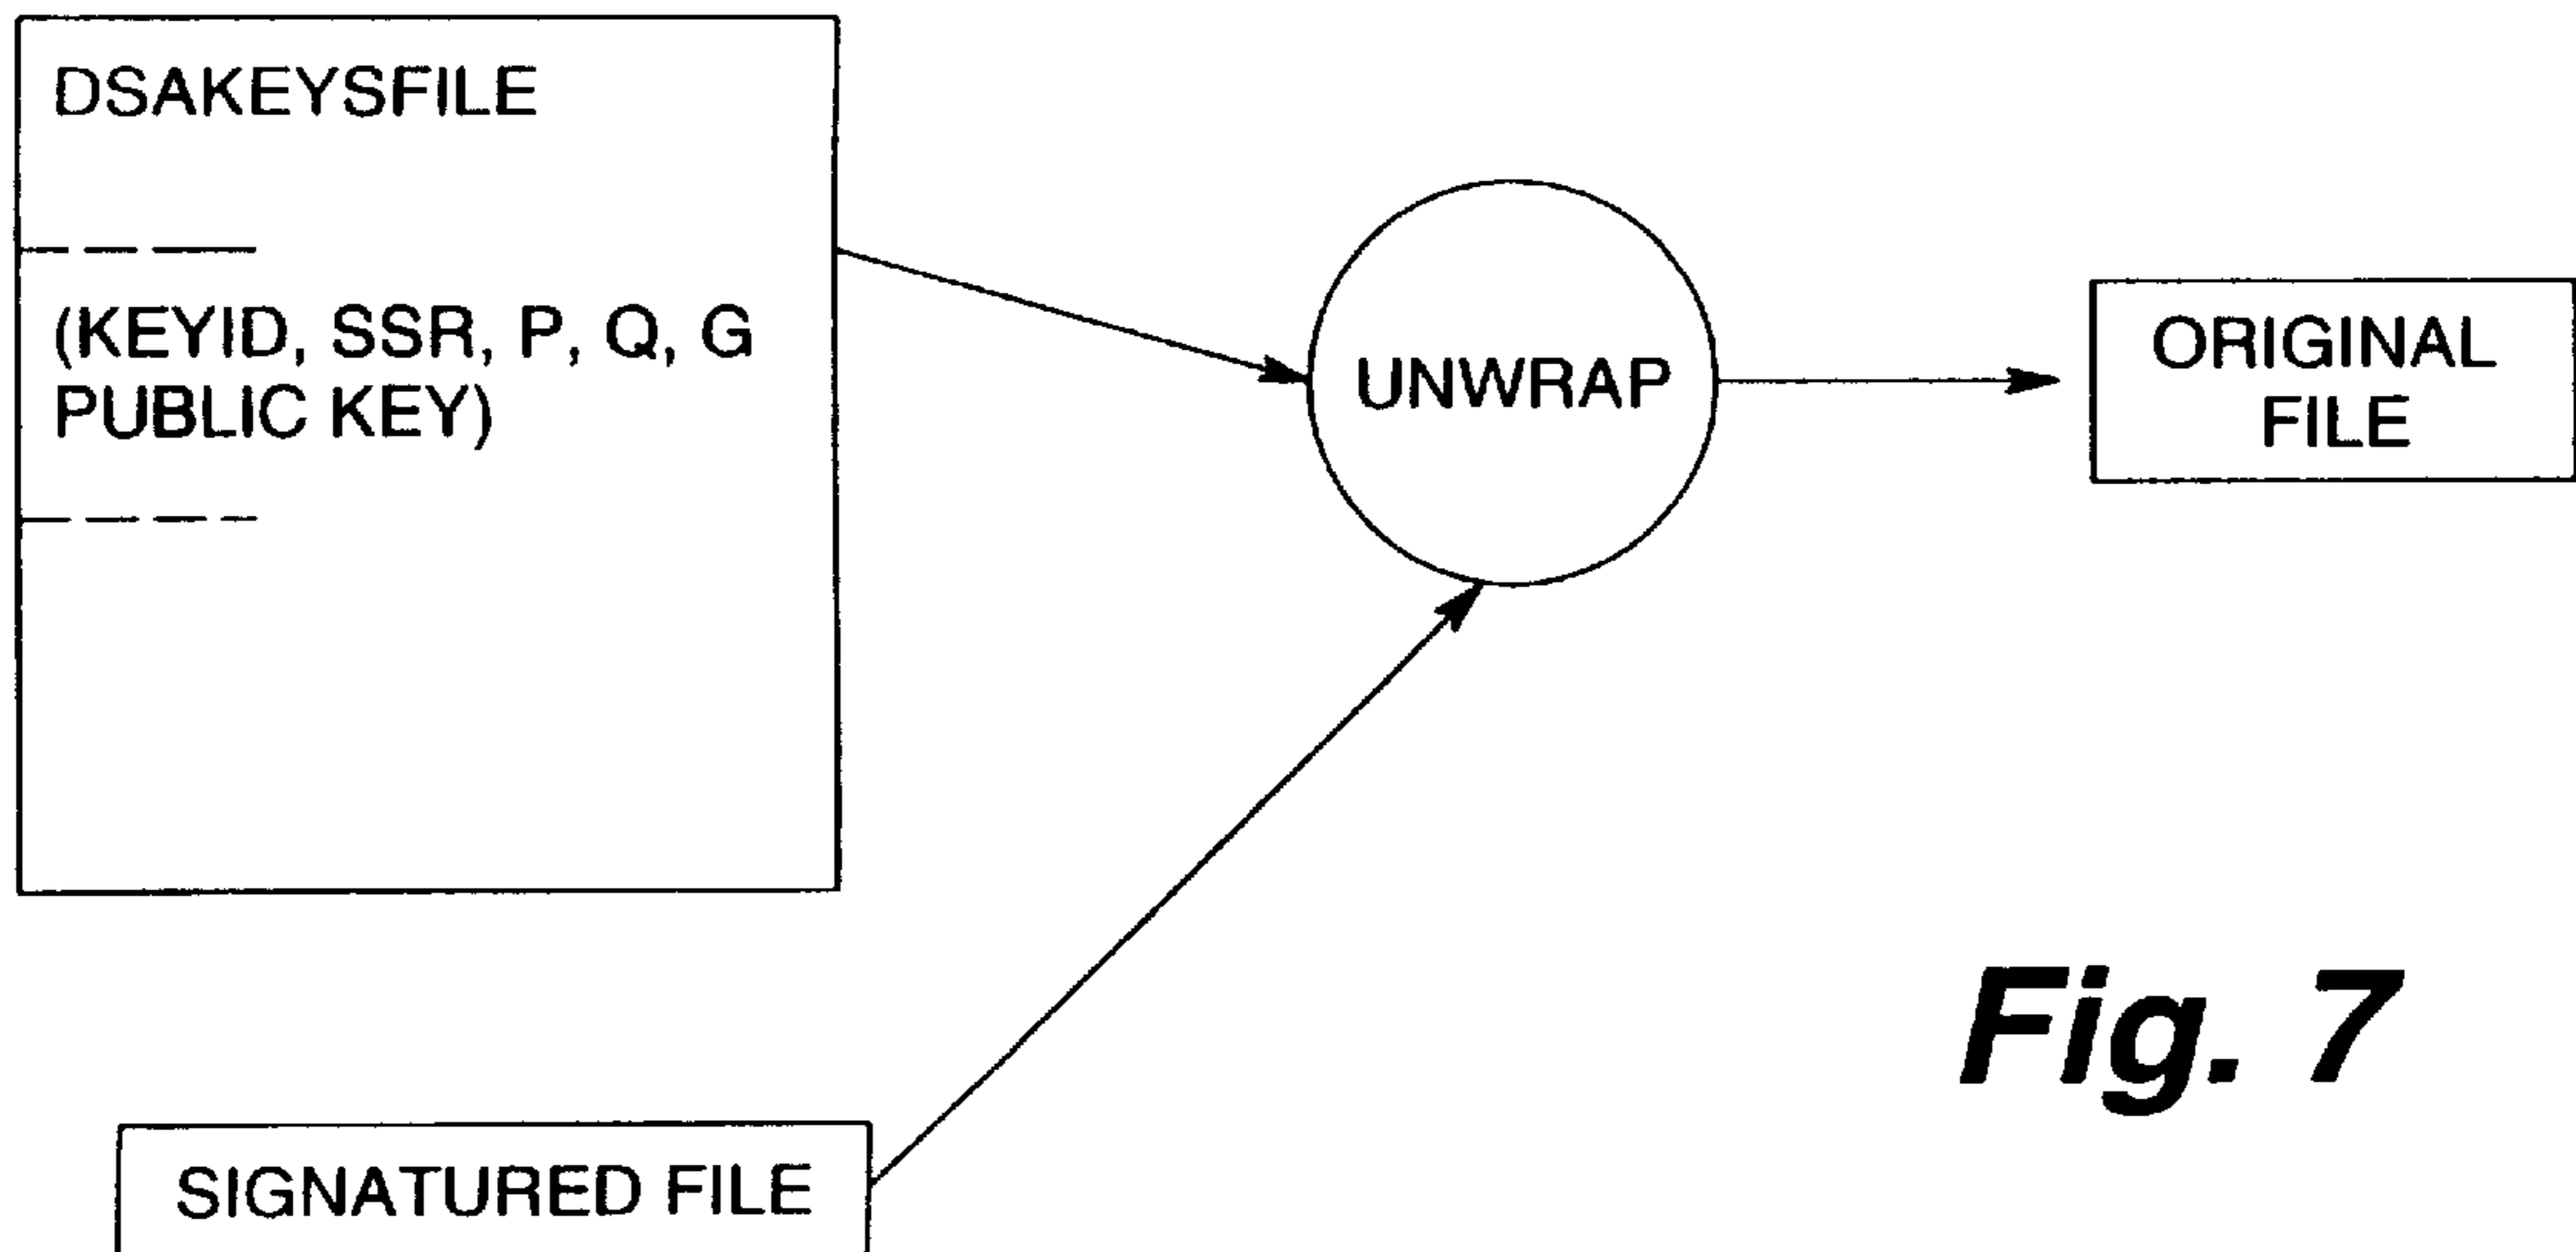 DSAKEYSFILE
(KEYID, SSR, P, Q, G
PUBLIC KEY)
UNWRAP
ORIGINAL
FILE
SIGNATURED FILE
Fig. 7